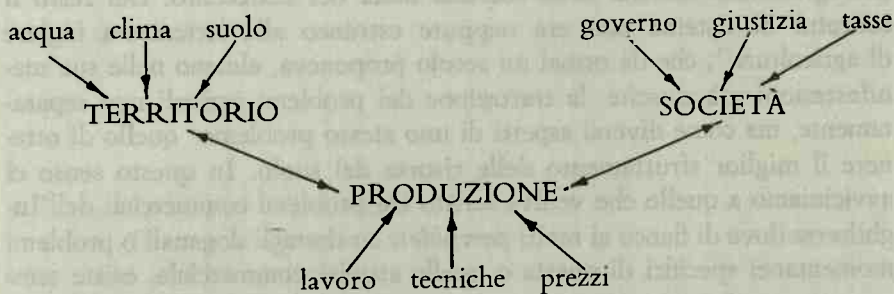 acqua clima suolo governo giustizia tasse
TERRITORIO SOCIETÀ
PRODUZIONE
lavoro tecniche prezzi